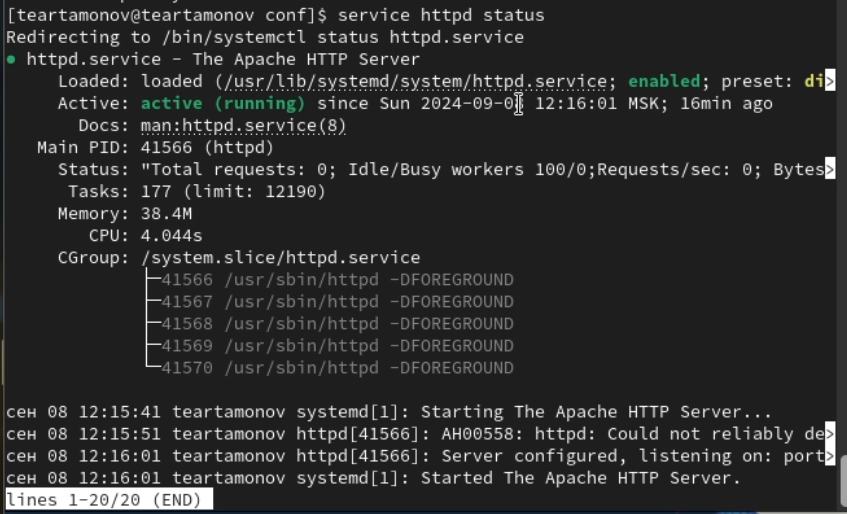 [teartamonov@teartamonov conf]$ service httpd status
Redirecting to /bin/systemctl status httpd.service
● httpd.service - The Apache HTTP Server
Loaded: loaded (/usr/lib/systemd/system/httpd.service; enabled; preset: di>
Active: active (running) since Sun 2024-09-08 12:16:01 MSK; 16min ago
Docs: man:httpd.service(8)
Main PID: 41566 (httpd)
Status: "Total requests: 0; Idle/Busy workers 100/0;Requests/sec: 0; Bytes>
Tasks: 177 (limit: 12190)
Memory: 38.4M
CPU: 4.044s
CGroup: /system.slice/httpd.service
├─41566 /usr/sbin/httpd -DFOREGROUND
├─41567 /usr/sbin/httpd -DFOREGROUND
├─41568 /usr/sbin/httpd -DFOREGROUND
├─41569 /usr/sbin/httpd -DFOREGROUND
└─41570 /usr/sbin/httpd -DFOREGROUND
сен 08 12:15:41 teartamonov systemd[1]: Starting The Apache HTTP Server...
сен 08 12:15:51 teartamonov httpd[41566]: AH00558: httpd: Could not reliably de>
сен 08 12:16:01 teartamonov httpd[41566]: Server configured, listening on: port>
сен 08 12:16:01 teartamonov systemd[1]: Started The Apache HTTP Server.
lines 1-20/20 (END)